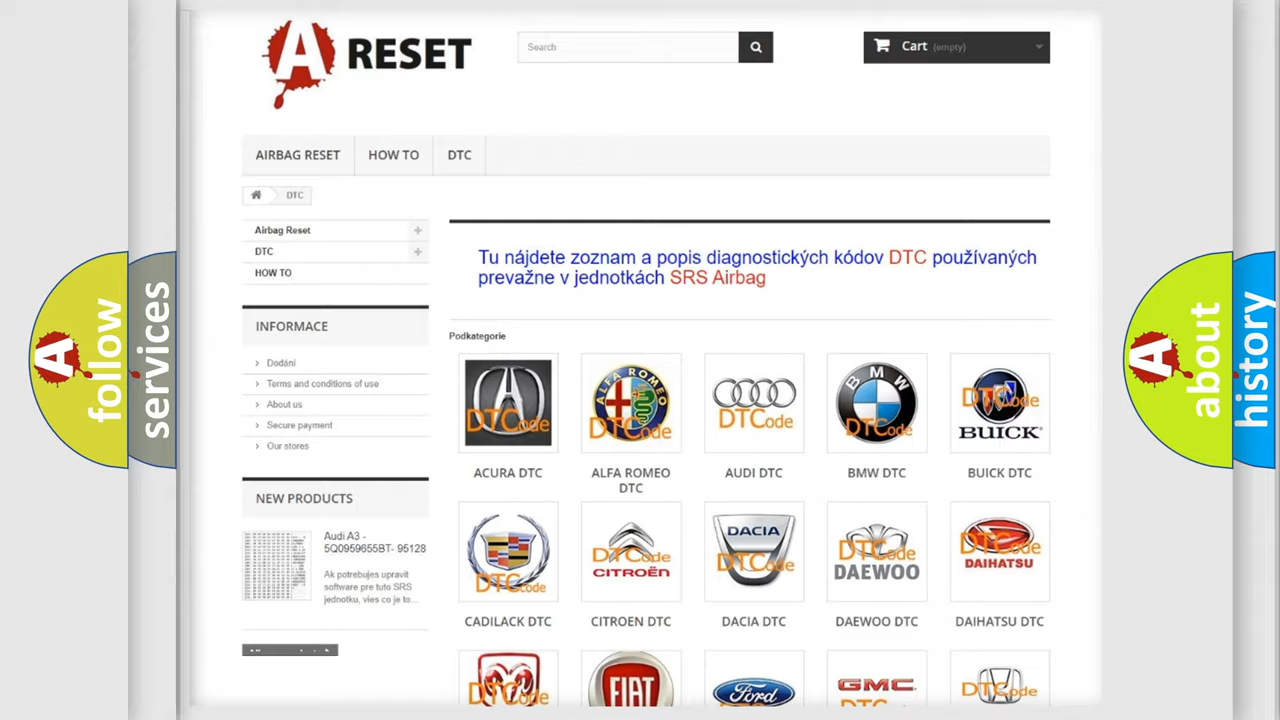 A RESET
Search
Cart (empty)
AIRBAG RESET
HOW TO
DTC
DTC
Airbag Reset
DTC
HOW TO
INFORMACE
Dodání
Terms and conditions of use
About us
Secure payment
Our stores
NEW PRODUCTS
Audi A3 -
5Q0959655BT- 95128
Ak potrebujes upravit
software pre tuto SRS
jednotku, vies co je to...
Tu nájdete zoznam a popis diagnostických kódov DTC používaných
prevažne v jednotkách SRS Airbag
Podkategorie
DTCode
ALFA ROMEO
DTCode
DTCode
BMW
DTCode
DTCode
BUICK
ACURA DTC
ALFA ROMEO
DTC
AUDI DTC
BMW DTC
BUICK DTC
DTCode
DTCode
CITROËN
DACIA
DTCode
DTCode
DAEWOO
DTCode
DAIHATSU
CADILACK DTC
CITROEN DTC
DACIA DTC
DAEWOO DTC
DAIHATSU DTC
DTCode
FIAT
Ford
GMC
DTCode
A follow
services
A about
history